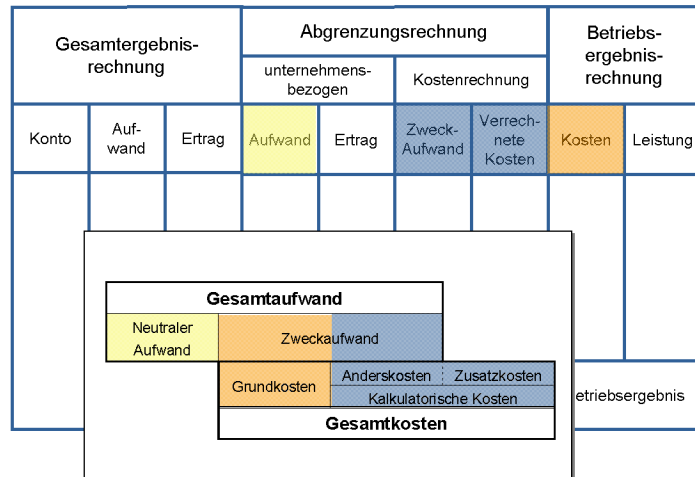 Gesamtergebnis-
rechnung
Abgrenzungsrechnung
Betriebs-
ergebnis-
rechnung
unternehmens-
bezogen
Kostenrechnung
Konto
Auf-
wand
Ertrag
Aufwand
Ertrag
Zweck-
Aufwand
Verrech-
nete
Kosten
Kosten
Leistung
Gesamtaufwand
Neutraler
Aufwand
Zweckaufwand
Grundkosten
Anderskosten
Zusatzkosten
Kalkulatorische Kosten
Gesamtkosten
etriebsergebnis